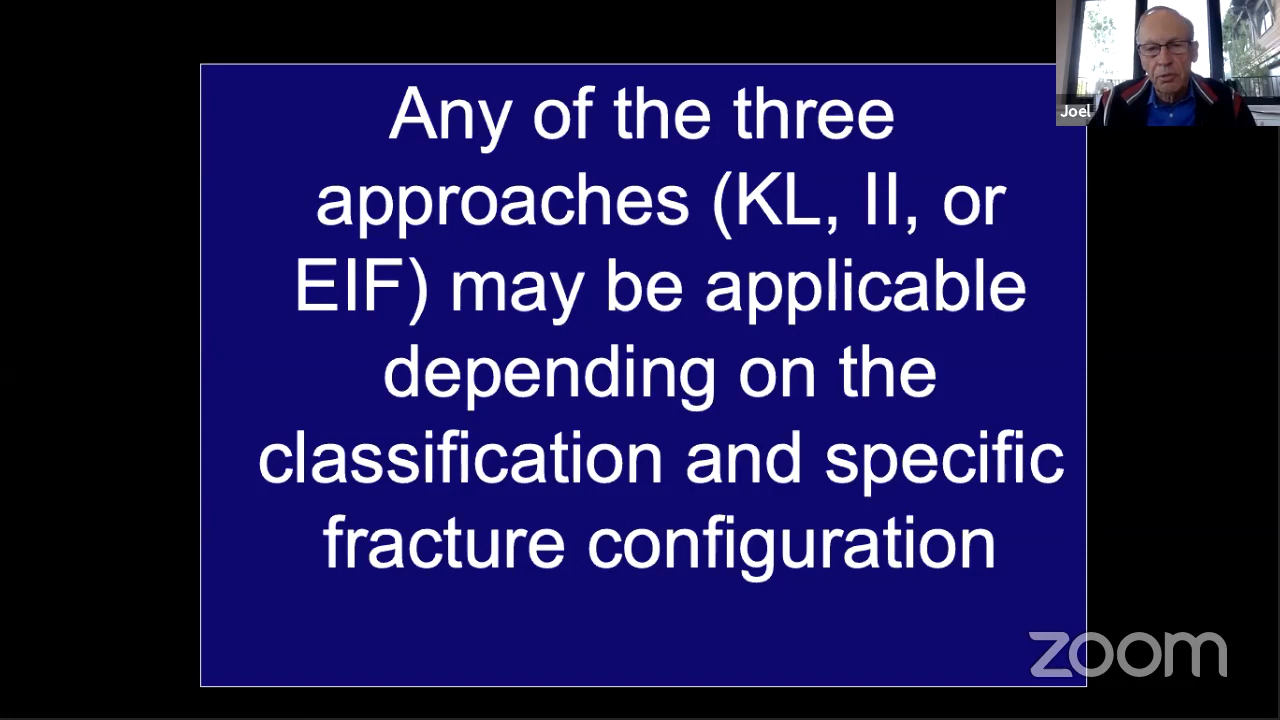 Any of the three
approaches (KL, II, or
EIF) may be applicable
depending on the
classification and specific
fracture configuration
Joel
zoom